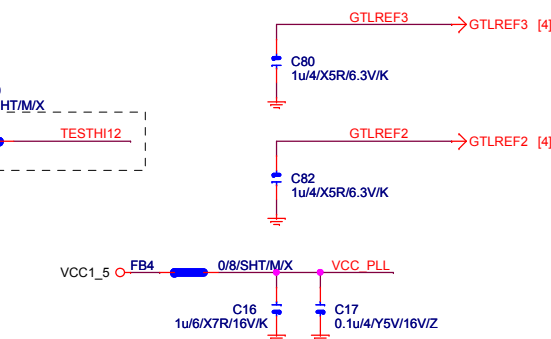 GTLREF3 GTLREF3 [4]
C80
1u/4/X5R/6.3V/K
HT/M/X
TESTHI12
GTLREF2 GTLREF2 [4]
C82
1u/4/X5R/6.3V/K
VCC1_5 FB4 0/8/SHT/M/X VCC_PLL
C16 C17
1u/6/X7R/16V/K 0.1u/4/Y5V/16V/Z